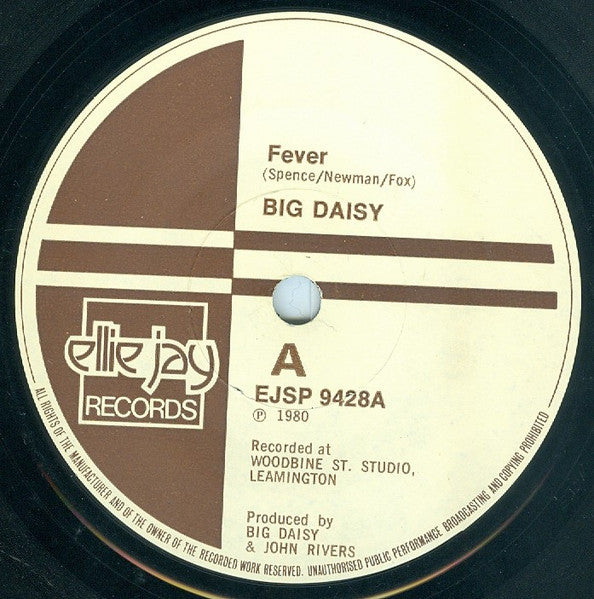 Fever
(Spence/Newman/Fox)
BIG DAISY
ellie jay
RECORDS
A
EJSP 9428A
℗ 1980
Recorded at
WOODBINE ST. STUDIO,
LEAMINGTON
Produced by
BIG DAISY
& JOHN RIVERS
ALL RIGHTS OF THE MANUFACTURER AND OF THE OWNER OF THE RECORDED WORK RESERVED. UNAUTHORISED PUBLIC PERFORMANCE BROADCASTING AND COPYING PROHIBITED